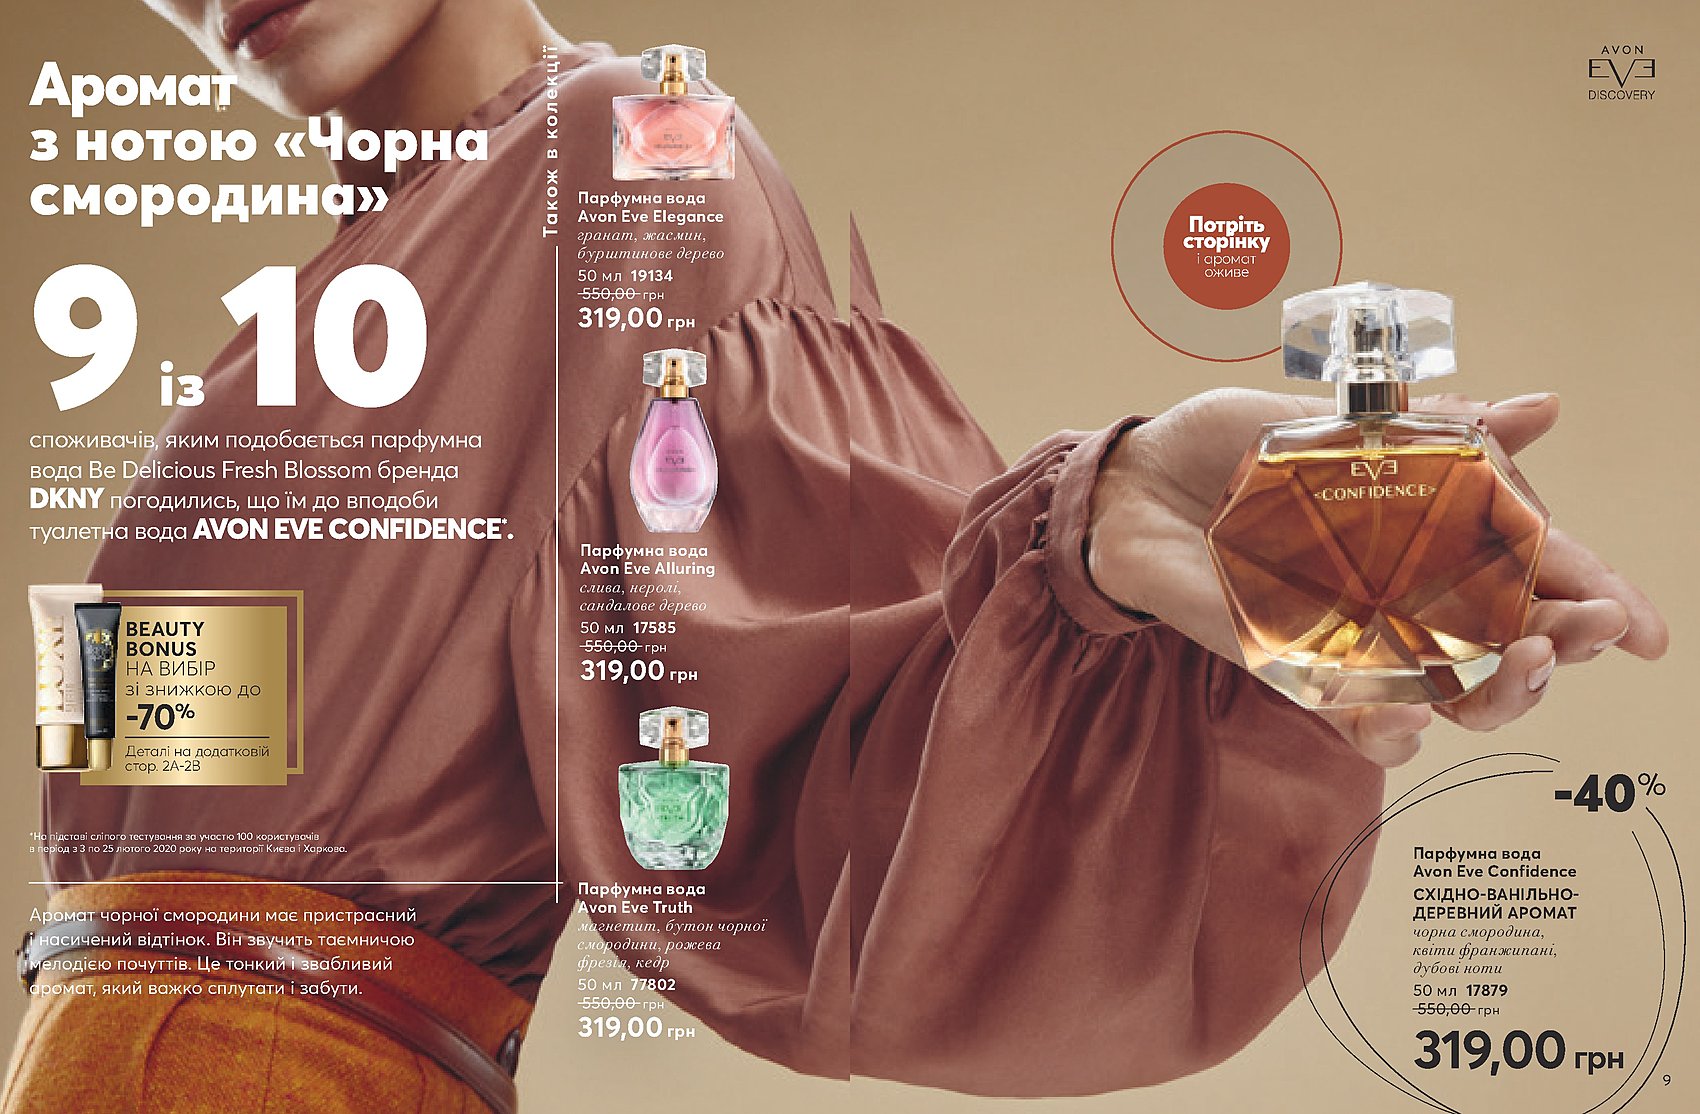 Аромат
з нотою «Чорна
смородина»
9 із 10
споживачів, яким подобається парфумна
вода Be Delicious Fresh Blossom бренда
DKNY погодились, що їм до вподоби
туалетна вода AVON EVE CONFIDENCE*.
LUXE
BEAUTY
BONUS
НА ВИБІР
ЗІ ЗНИЖКОЮ ДО
-70%
Деталі на додатковій
стор. 2А-2В
*На підставі сліпого тестування за участю 100 користувачів
в період з 3 по 25 лютого 2020 року на території Києва і Харкова.
Аромат чорної смородини має пристрасний
і насичений відтінок. Він звучить таємничою
мелодією почуттів. Це тонкий і звабливий
аромат, який важко сплутати і забути.
Також в колекції
EVE
Парфумна вода
Avon Eve Elegance
гранат, жасмин,
бурштинове дерево
50 мл 19134
550,00 грн
319,00 грн
EVE
Парфумна вода
Avon Eve Alluring
слива, неролі,
сандалове дерево
50 мл 17585
550,00 грн
319,00 грн
EVE
Парфумна вода
Avon Eve Truth
магнетит, бутон чорної
смородини, рожева
фрезія, кедр
50 мл 77802
550,00 грн
319,00 грн
AVON
EVE
DISCOVERY
Потріть
сторінку
і аромат
оживе
EVE
<CONFIDENCE>
-40%
Парфумна вода
Avon Eve Confidence
СХІДНО-ВАНІЛЬНО-
ДЕРЕВНИЙ АРОМАТ
чорна смородина,
квіти франжипані,
дубові ноти
50 мл 17879
550,00 грн
319,00 грн
9